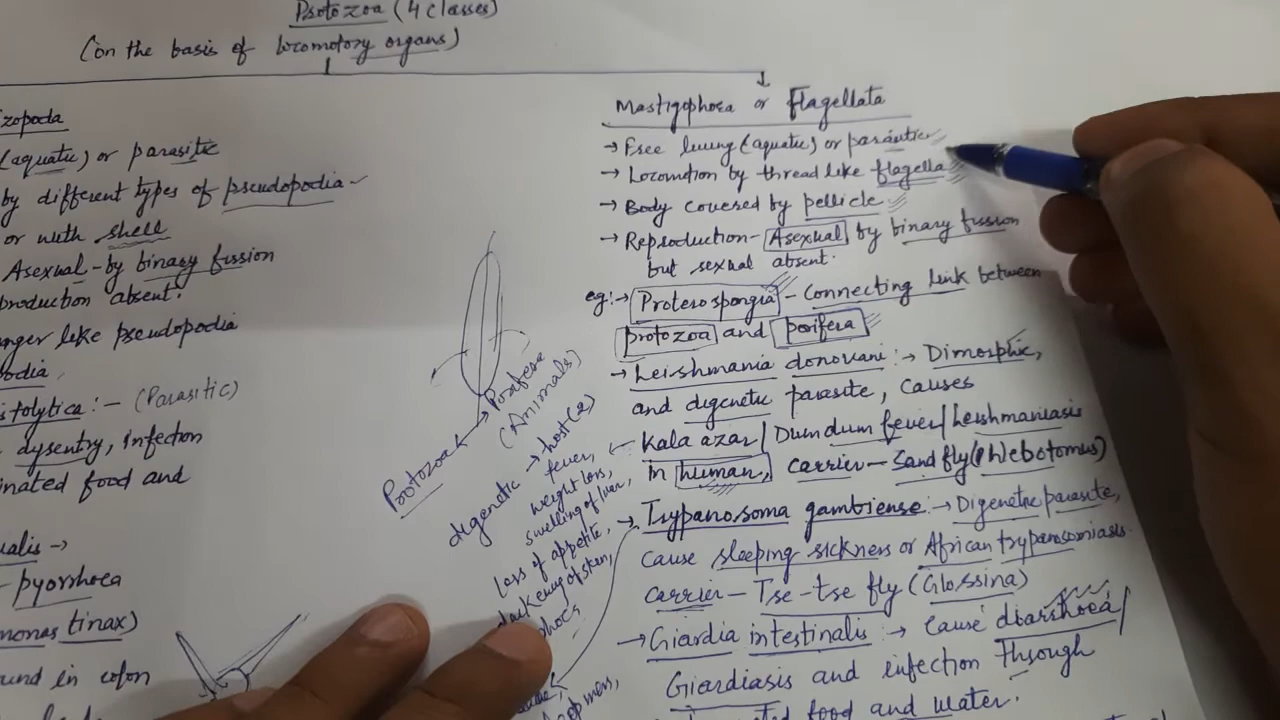 Protozoa (4 classes)
(on the basis of locomotory organs)
zopoda
(aquatic) or parasitic
by different types of pseudopodia
or with shell
Asexual - by binary fission
production absent.
nger like pseudopodia
odia
tolytica :- (Parasitic)
dysentry, infection
inated food and
ualis →
- pyorrhoea
monas tinax)
und in colon
Mastigophora or Flagellata
→ Free living (aquatic) or parasitic
→ Locomotion by thread like flagella
→ Body covered by pellicle
→ Reproduction - Asexual by binary fission
but sexual absent.
eg:→ Proterospongia - Connecting link between
protozoa and porifera
→ Leishmania donovani :→ Dimorphic,
and digenetic parasite, causes
Kala azar / Dumdum fever / Leishmaniasis
in human, carrier - Sandfly (Phlebotomus)
→ Trypanosoma gambiense :→ Digenetic parasite,
cause sleeping sickness or African trypanosomiasis.
carrier - Tse-tse fly (Glossina)
→ Giardia intestinalis :→ cause diarrhoea /
Giardiasis and infection through
food and water.
Protozoa ← → Porifera
(Animals)
digenetic → host (2)
fever,
weight loss,
swelling of liver,
loss of appetite,
darkening of skin,